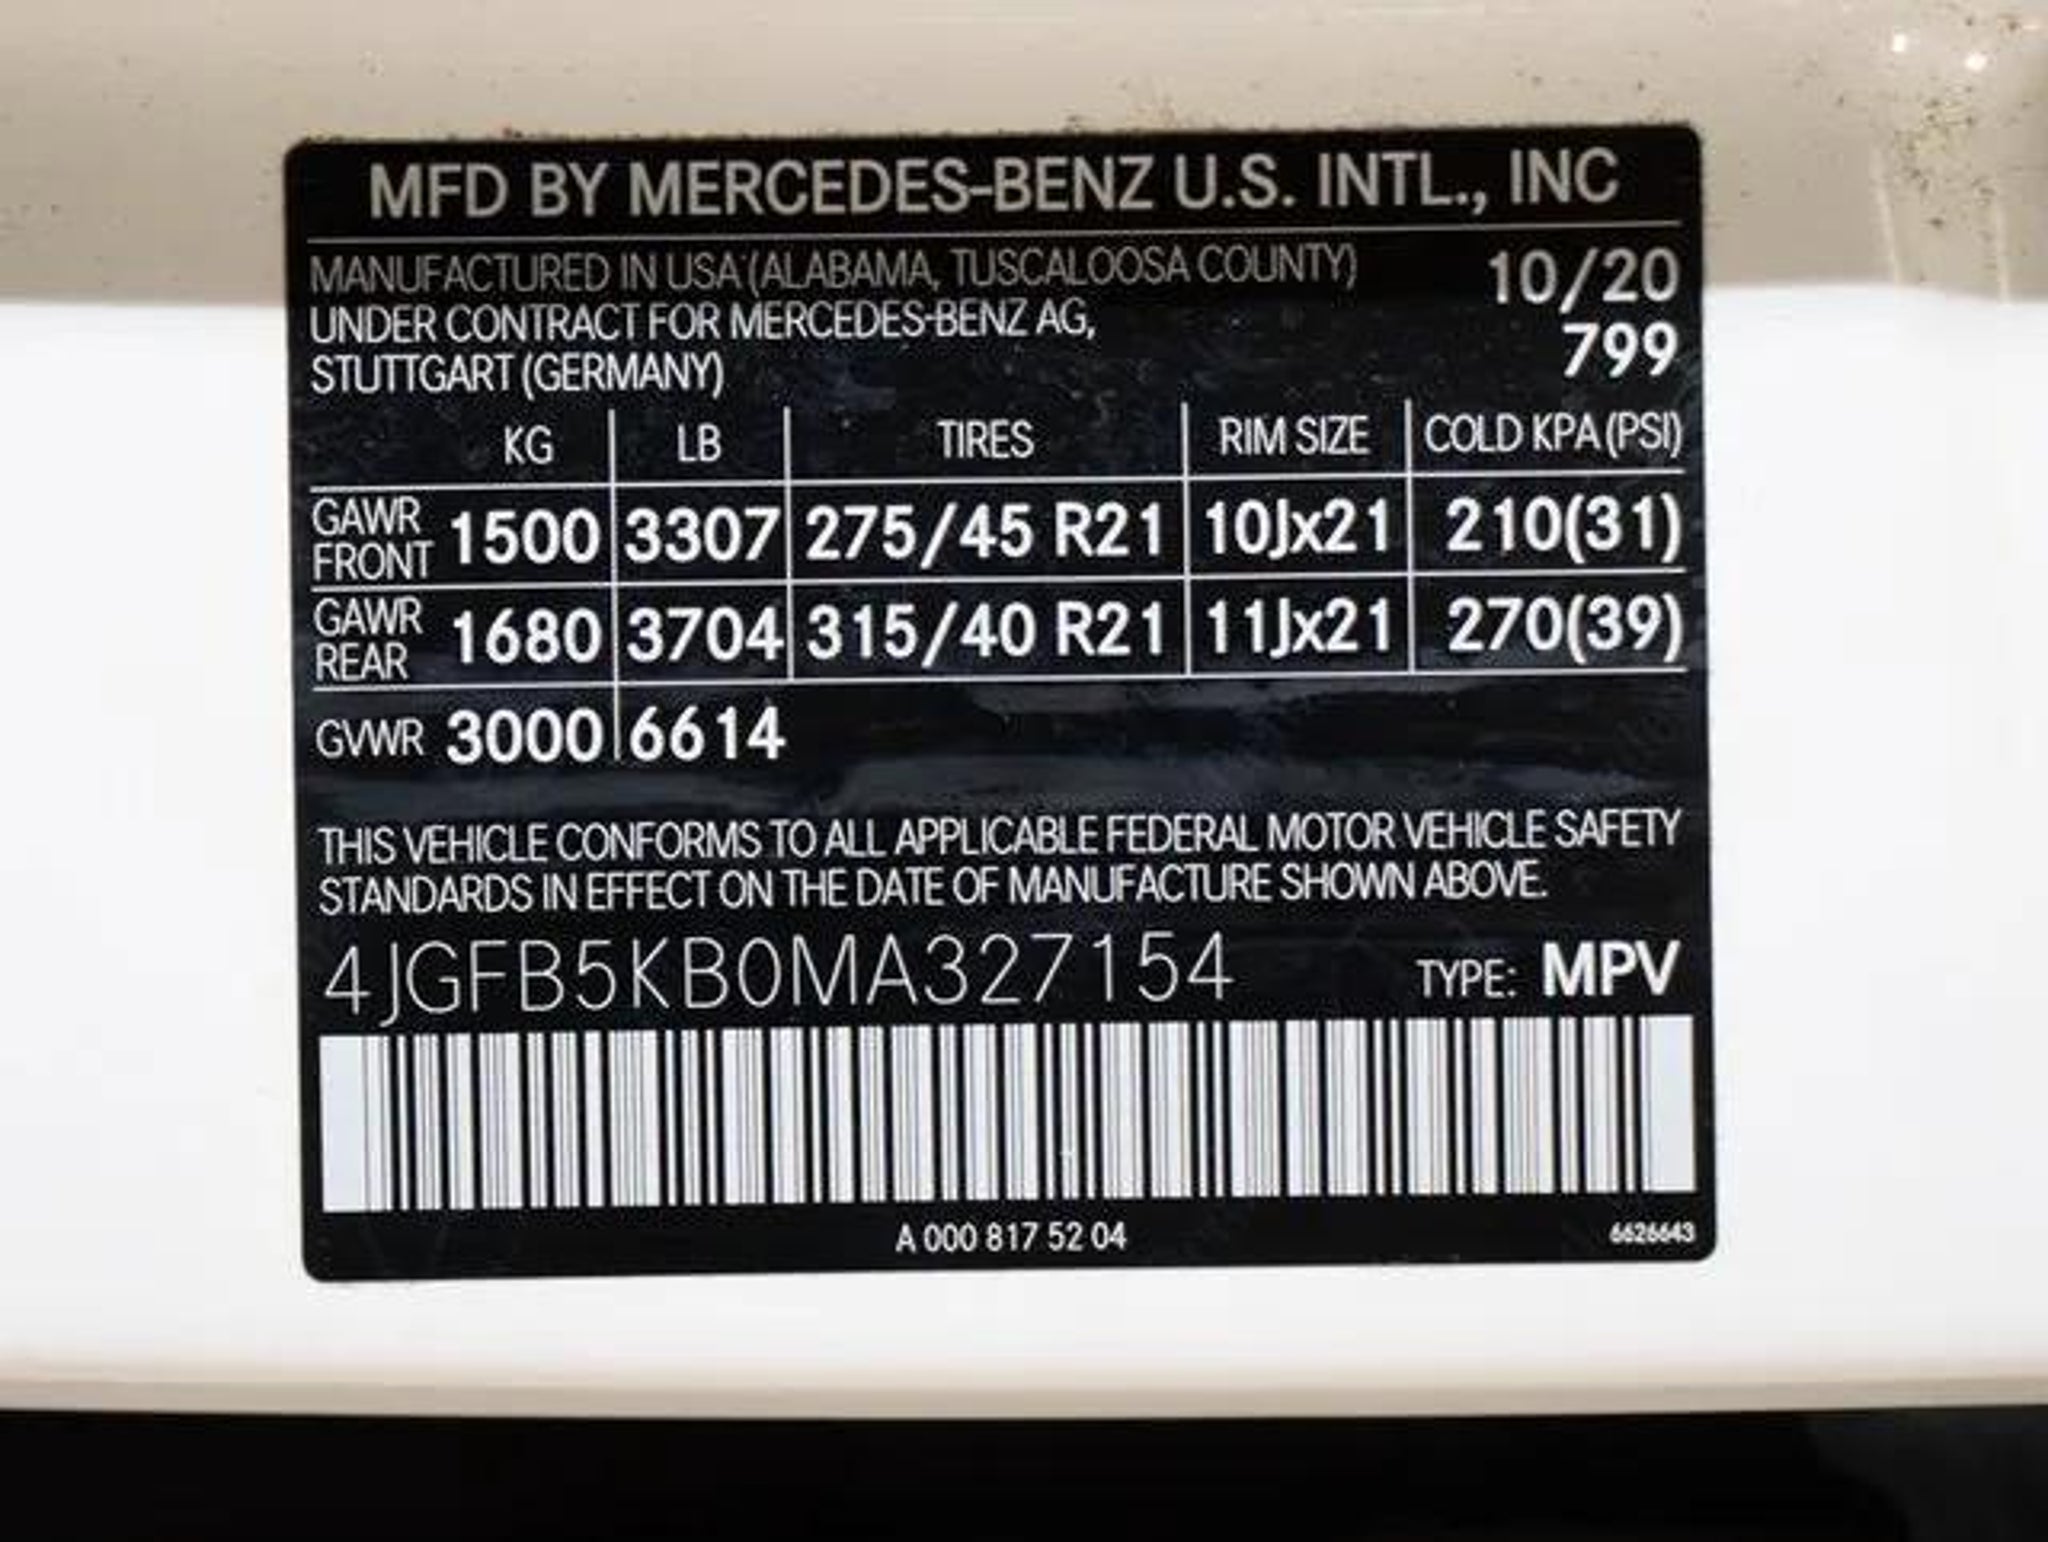 MFD BY MERCEDES-BENZ U.S. INTL., INC
MANUFACTURED IN USA (ALABAMA, TUSCALOOSA COUNTY) 10/20
UNDER CONTRACT FOR MERCEDES-BENZ AG, 799
STUTTGART (GERMANY)
KG LB TIRES RIM SIZE COLD KPA (PSI)
GAWR FRONT 1500 3307 275/45 R21 10Jx21 210(31)
GAWR REAR 1680 3704 315/40 R21 11Jx21 270(39)
GVWR 3000 6614
THIS VEHICLE CONFORMS TO ALL APPLICABLE FEDERAL MOTOR VEHICLE SAFETY
STANDARDS IN EFFECT ON THE DATE OF MANUFACTURE SHOWN ABOVE.
4JGFB5KB0MA327154 TYPE: MPV
A 000 817 52 04 6626643